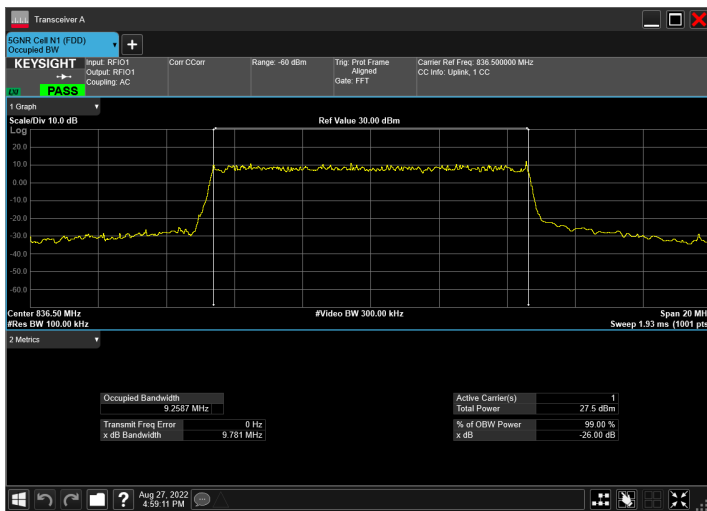 Transceiver A
5GNR Cell N1 (FDD)
Occupied BW
KEYSIGHT
LXI
PASS
Input: RFIO1
Output: RFIO1
Coupling: AC
Corr CCorr
Range: -60 dBm
Trig: Prot Frame
Aligned
Gate: FFT
Carrier Ref Freq: 836.500000 MHz
CC Info: Uplink, 1 CC
1 Graph
Scale/Div 10.0 dB
Ref Value 30.00 dBm
Log
20.0
10.0
0.00
-10.0
-20.0
-30.0
-40.0
-50.0
-60.0
Center 836.50 MHz
#Video BW 300.00 kHz
Span 20 MH
#Res BW 100.00 kHz
Sweep 1.93 ms (1001 pts
2 Metrics
Occupied Bandwidth
9.2587 MHz
Transmit Freq Error 0 Hz
x dB Bandwidth 9.781 MHz
Active Carrier(s) 1
Total Power 27.5 dBm
% of OBW Power 99.00 %
x dB -26.00 dB
?
Aug 27, 2022
4:59:11 PM